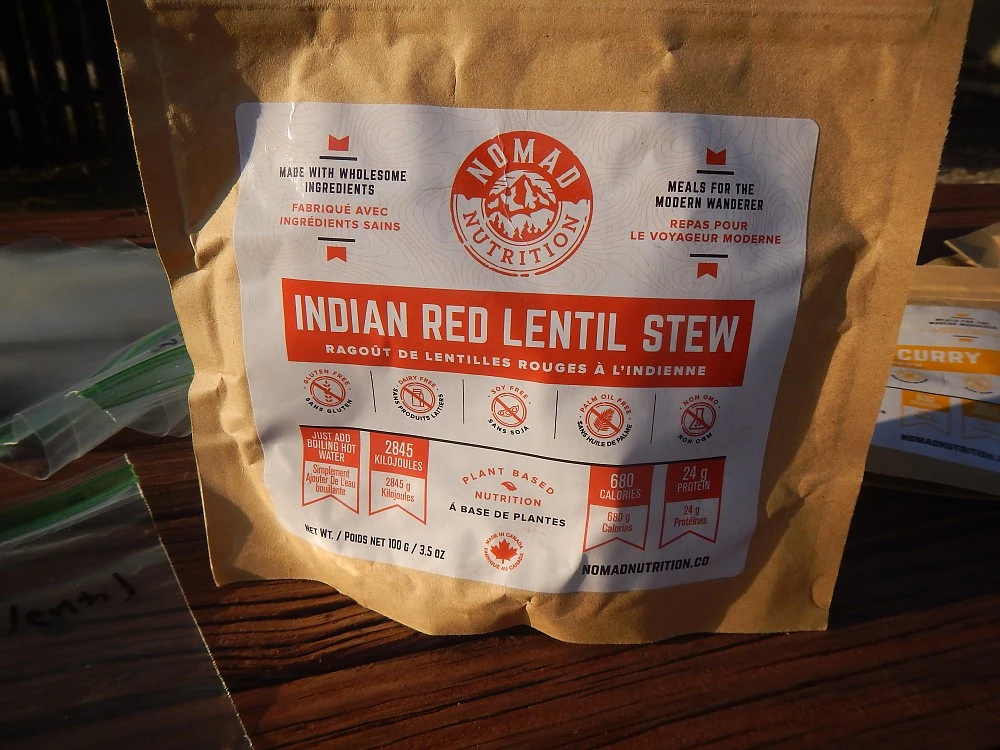 MADE WITH WHOLESOME
INGREDIENTS
FABRIQUÉ AVEC
INGRÉDIENTS SAINS
NOMAD
NUTRITION
MEALS FOR THE
MODERN WANDERER
REPAS POUR
LE VOYAGEUR MODERNE
INDIAN RED LENTIL STEW
RAGOÛT DE LENTILLES ROUGES À L'INDIENNE
GLUTEN FREE
SANS GLUTEN
DAIRY FREE
SANS PRODUITS LAITIERS
SOY FREE
SANS SOJA
PALM OIL FREE
SANS HUILE DE PALME
NON GMO
NON OGM
JUST ADD
BOILING HOT
WATER
Simplement
Ajouter De L'eau
bouillante
2845
KILOJOULES
2845 g
Kilojoules
PLANT BASED
NUTRITION
Á BASE DE PLANTES
680
CALORIES
680 g
Calories
24 g
PROTEIN
24 g
Protéines
NET WT. / POIDS NET 100 G / 3.5 OZ
MADE IN CANADA
FABRIQUÉ AU CANADA
NOMADNUTRITION.CO
CURRY
NOMADNUTRITION.
lentil